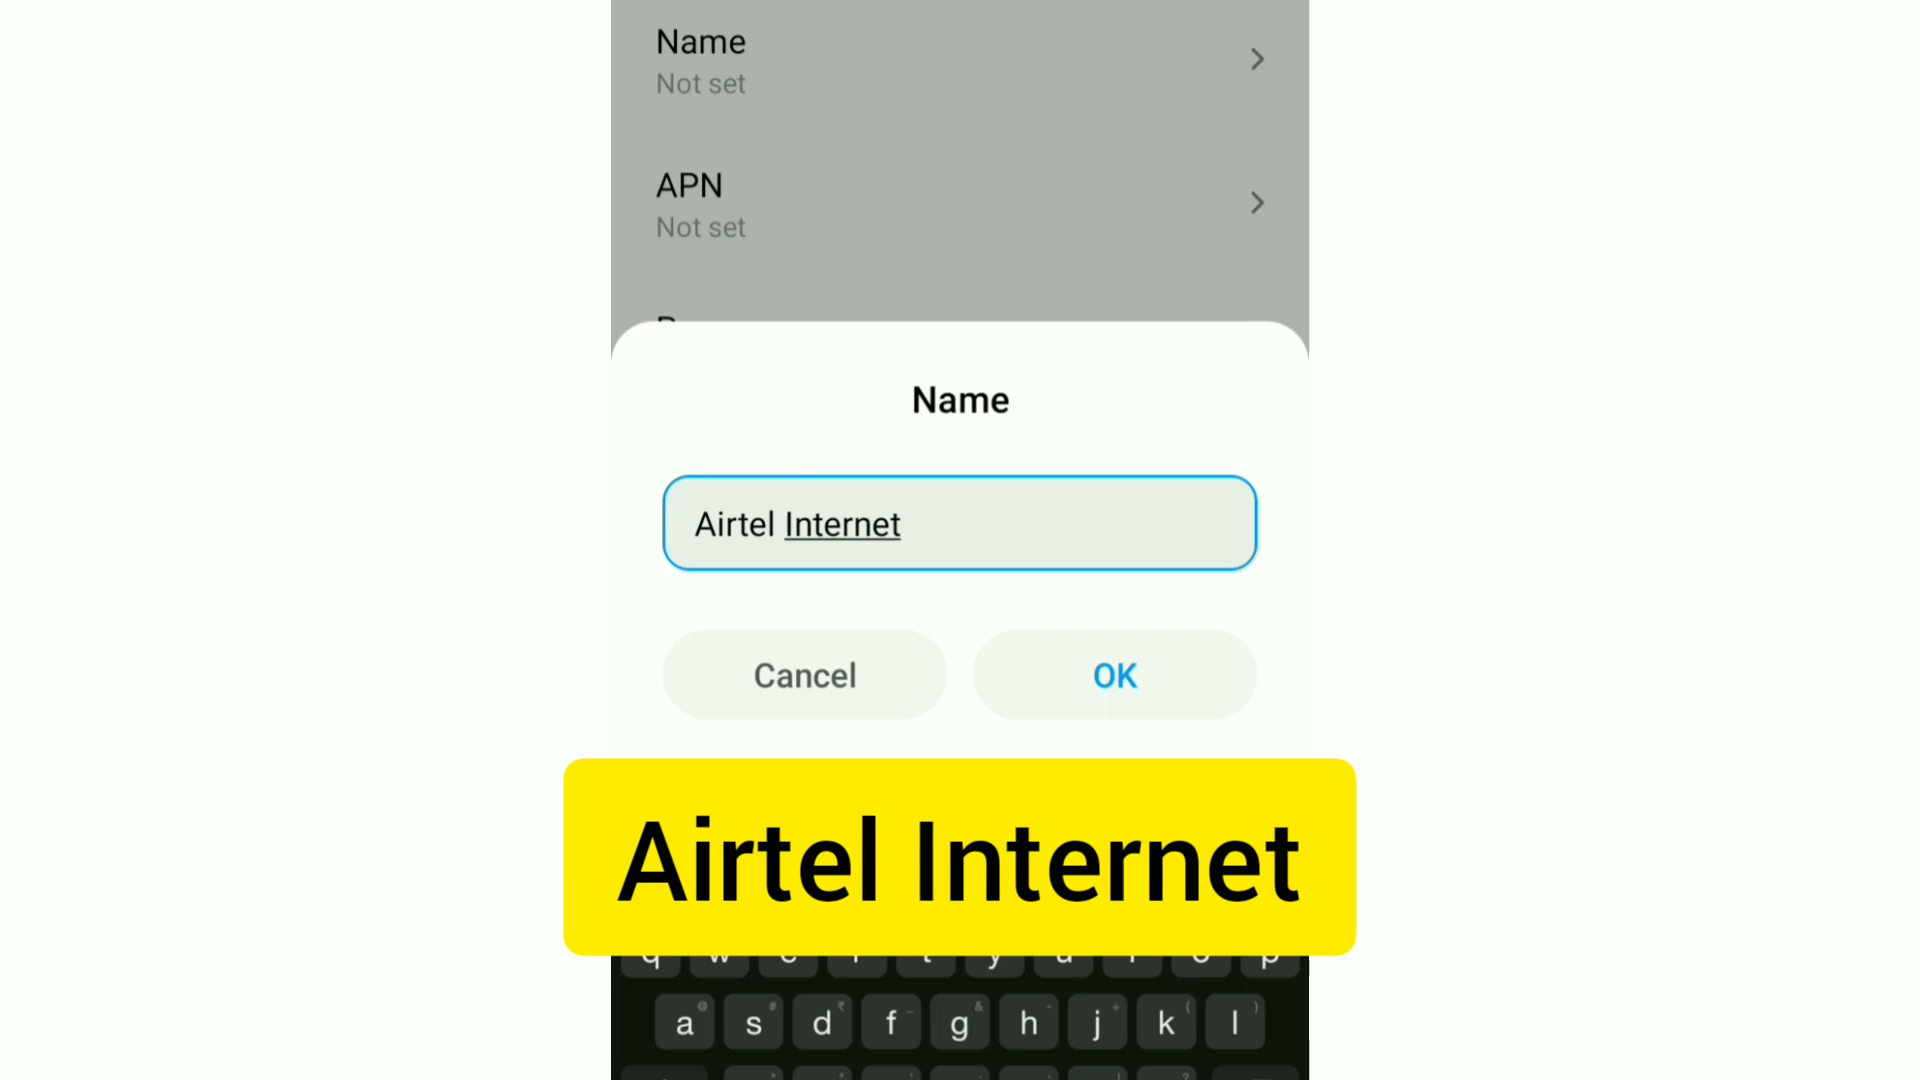 Name
Not set
APN
Not set
Name
Airtel Internet
Cancel
OK
Airtel Internet
q w e r t y u i o p
@ # ₹ _ & - + ( )
a s d f g h j k l